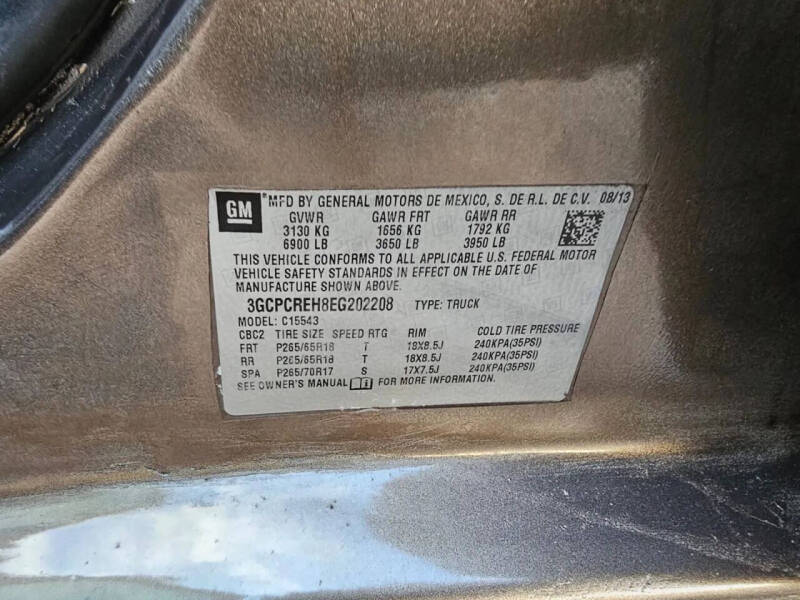 GM MFD BY GENERAL MOTORS DE MEXICO, S. DE R.L. DE C.V. 08/13
GVWR GAWR FRT GAWR RR
3130 KG 1656 KG 1792 KG
6900 LB 3650 LB 3950 LB
THIS VEHICLE CONFORMS TO ALL APPLICABLE U.S. FEDERAL MOTOR
VEHICLE SAFETY STANDARDS IN EFFECT ON THE DATE OF
MANUFACTURE SHOWN ABOVE.
3GCPCREH8EG202208 TYPE: TRUCK
MODEL: C15543
CBC2 TIRE SIZE SPEED RTG RIM COLD TIRE PRESSURE
FRT P265/65R18 T 18X8.5J 240KPA(35PSI)
RR P265/65R18 T 18X8.5J 240KPA(35PSI)
SPA P265/70R17 S 17X7.5J 240KPA(35PSI)
SEE OWNER'S MANUAL FOR MORE INFORMATION.